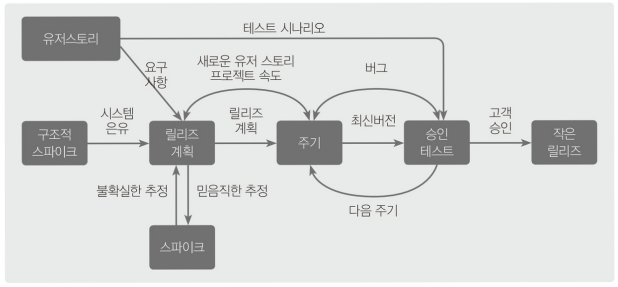 테스트 시나리오
유저스토리
요구
사항
새로운 유저 스토리
프로젝트 속도
버그
시스템
은유
릴리즈
계획
최신버전
고객
승인
구조적
스파이크
릴리즈
계획
주기
승인
테스트
작은
릴리즈
불확실한 추정
믿음직한 추정
다음 주기
스파이크